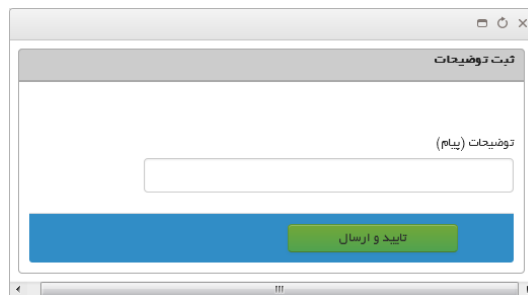 ثبت توضیحات
توضیحات (پیام)
تایید و ارسال